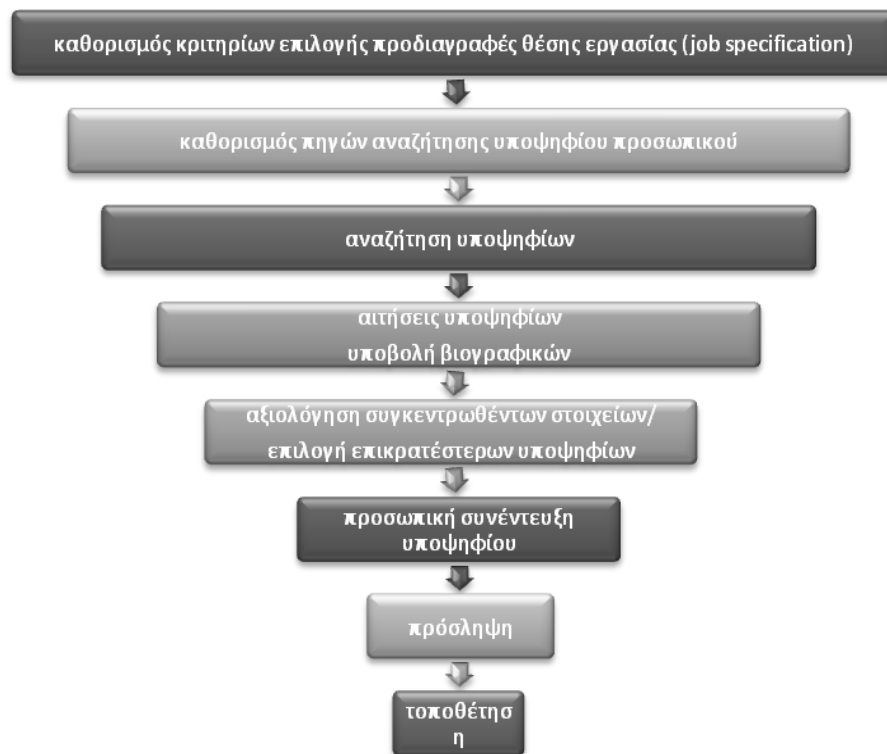 καθορισμός κριτηρίων επιλογής προδιαγραφές θέσης εργασίας (job specification)
καθορισμός πηγών αναζήτησης υποψηφίου προσωπικού
αναζήτηση υποψηφίων
αιτήσεις υποψηφίων
υποβολή βιογραφικών
αξιολόγηση συγκεντρωθέντων στοιχείων/
επιλογή επικρατέστερων υποψηφίων
προσωπική συνέντευξη
υποψηφίου
πρόσληψη
τοποθέτησ
η